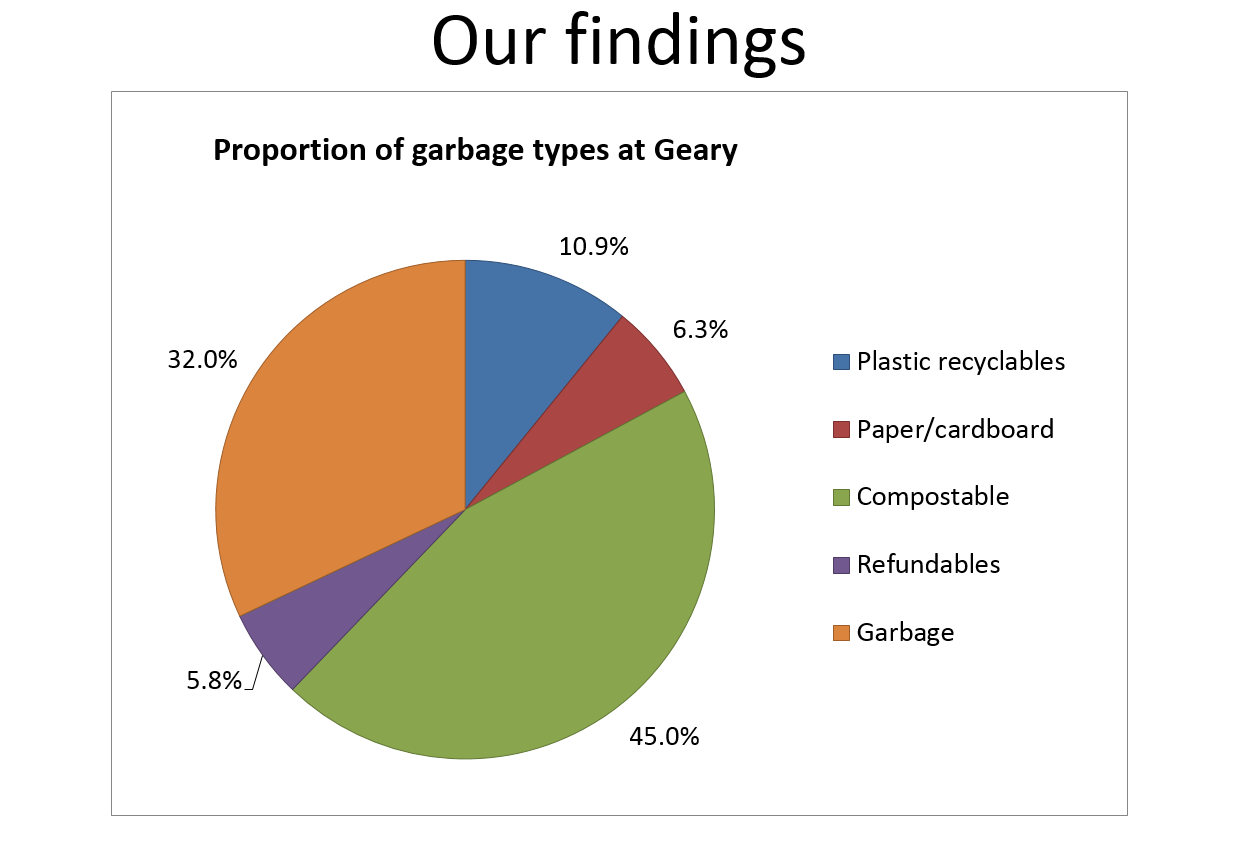 Our findings
Proportion of garbage types at Geary
10.9%
6.3%
32.0%
5.8%
45.0%
Plastic recyclables
Paper/cardboard
Compostable
Refundables
Garbage